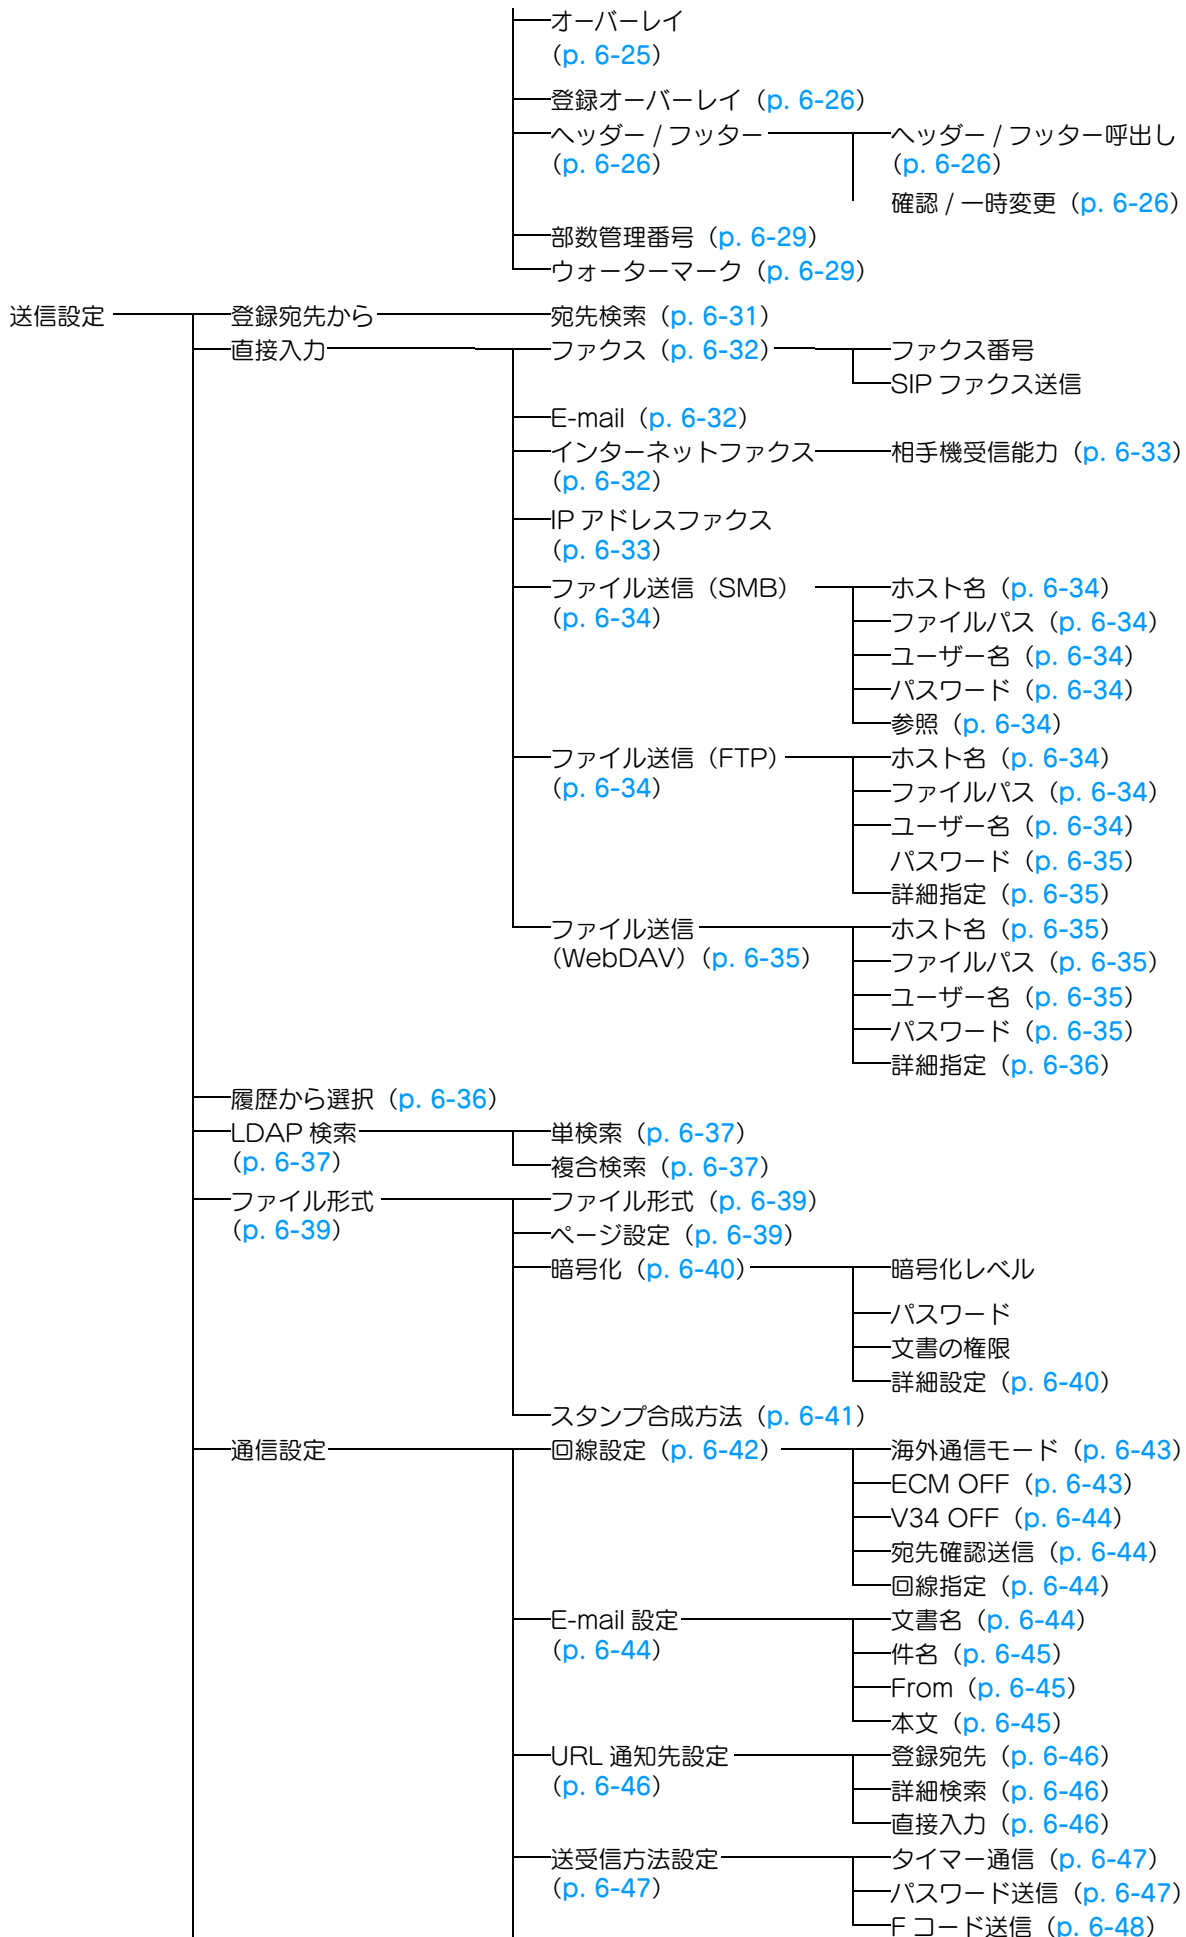 オーバーレイ
(p. 6-25)
登録オーバーレイ(p. 6-26)
ヘッダー / フッター
(p. 6-26)
ヘッダー / フッター呼出し
(p. 6-26)
確認 / 一時変更(p. 6-26)
部数管理番号(p. 6-29)
ウォーターマーク(p. 6-29)
送信設定
登録宛先から
宛先検索(p. 6-31)
直接入力
ファクス(p. 6-32)
ファクス番号
SIP ファクス送信
E-mail(p. 6-32)
インターネットファクス
(p. 6-32)
相手機受信能力(p. 6-33)
IP アドレスファクス
(p. 6-33)
ファイル送信(SMB)
(p. 6-34)
ホスト名(p. 6-34)
ファイルパス(p. 6-34)
ユーザー名(p. 6-34)
パスワード(p. 6-34)
参照(p. 6-34)
ファイル送信(FTP)
(p. 6-34)
ホスト名(p. 6-34)
ファイルパス(p. 6-34)
ユーザー名(p. 6-34)
パスワード(p. 6-35)
詳細指定(p. 6-35)
ファイル送信
(WebDAV)(p. 6-35)
ホスト名(p. 6-35)
ファイルパス(p. 6-35)
ユーザー名(p. 6-35)
パスワード(p. 6-35)
詳細指定(p. 6-36)
履歴から選択(p. 6-36)
LDAP 検索
(p. 6-37)
単検索(p. 6-37)
複合検索(p. 6-37)
ファイル形式
(p. 6-39)
ファイル形式(p. 6-39)
ページ設定(p. 6-39)
暗号化(p. 6-40)
暗号化レベル
パスワード
文書の権限
詳細設定(p. 6-40)
スタンプ合成方法(p. 6-41)
通信設定
回線設定(p. 6-42)
海外通信モード(p. 6-43)
ECM OFF(p. 6-43)
V34 OFF(p. 6-44)
宛先確認送信(p. 6-44)
回線指定(p. 6-44)
E-mail 設定
(p. 6-44)
文書名(p. 6-44)
件名(p. 6-45)
From(p. 6-45)
本文(p. 6-45)
URL 通知先設定
(p. 6-46)
登録宛先(p. 6-46)
詳細検索(p. 6-46)
直接入力(p. 6-46)
送受信方法設定
(p. 6-47)
タイマー通信(p. 6-47)
パスワード送信(p. 6-47)
F コード送信(p. 6-48)